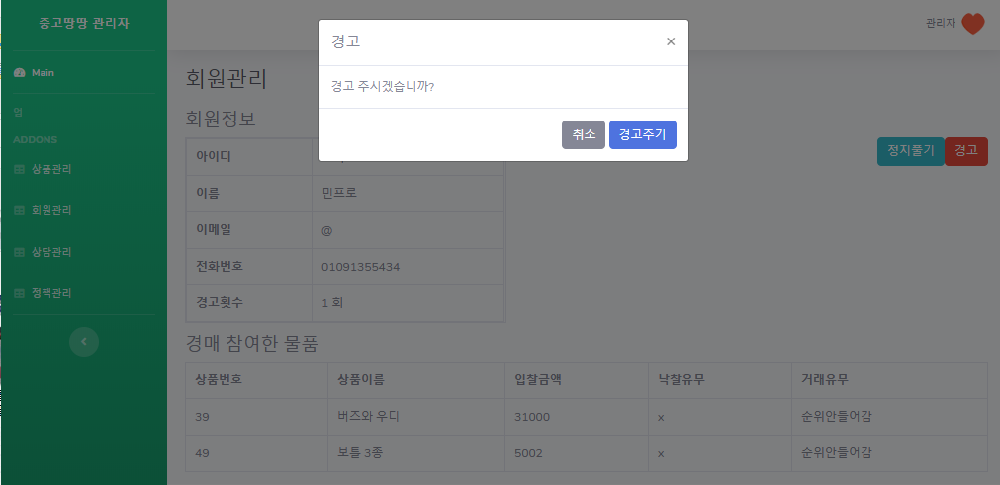 중고땅땅 관리자
Main
업
ADDONS
상품관리
회원관리
상담관리
정책관리
관리자
경고 ×
경고 주시겠습니까?
취소 경고주기
회원관리
회원정보
정지풀기 경고
아이디
이름 민프로
이메일 @
전화번호 01091355434
경고횟수 1 회
경매 참여한 물품
상품번호 상품이름 입찰금액 낙찰유무 거래유무
39 버즈와 우디 31000 x 순위안들어감
49 보틀 3종 5002 x 순위안들어감